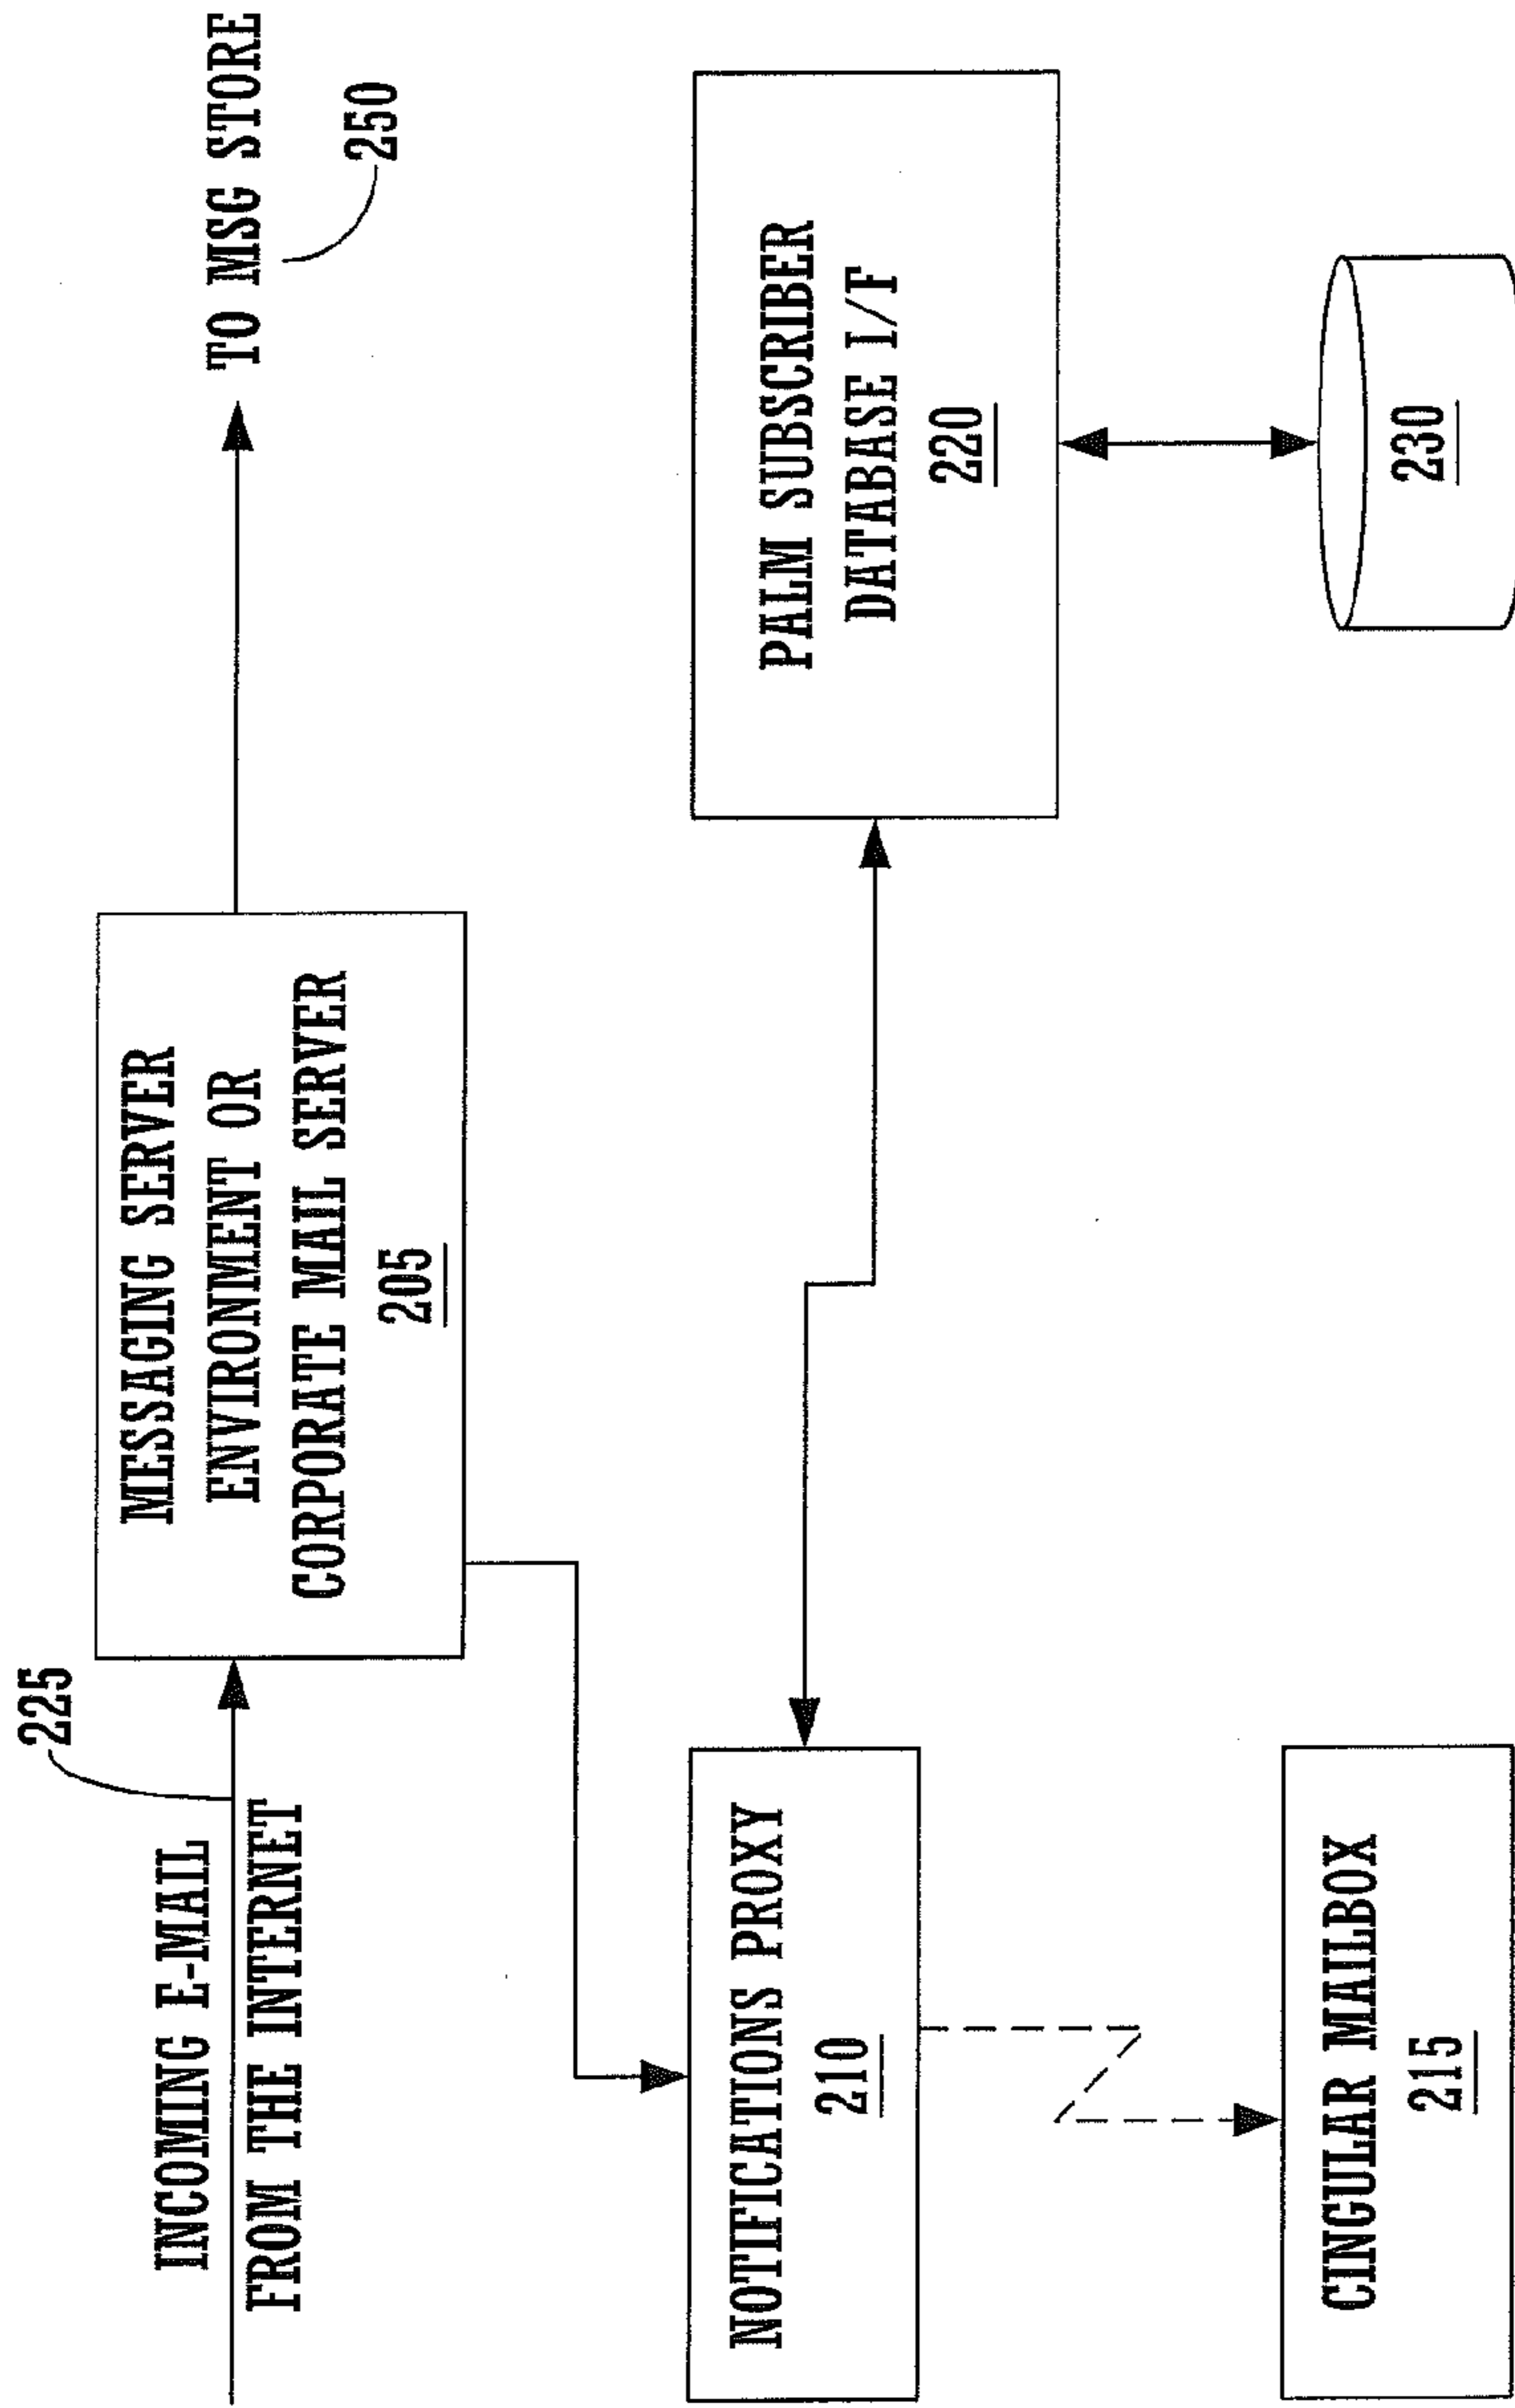 INCOMING E-MAIL
FROM THE INTERNET
225
MESSAGING SERVER
ENVIRONMENT OR
CORPORATE MAIL SERVER
205
TO MSG STORE
250
NOTIFICATIONS PROXY
210
PALM SUBSCRIBER
DATABASE I/F
220
CINGULAR MAILBOX
215
230